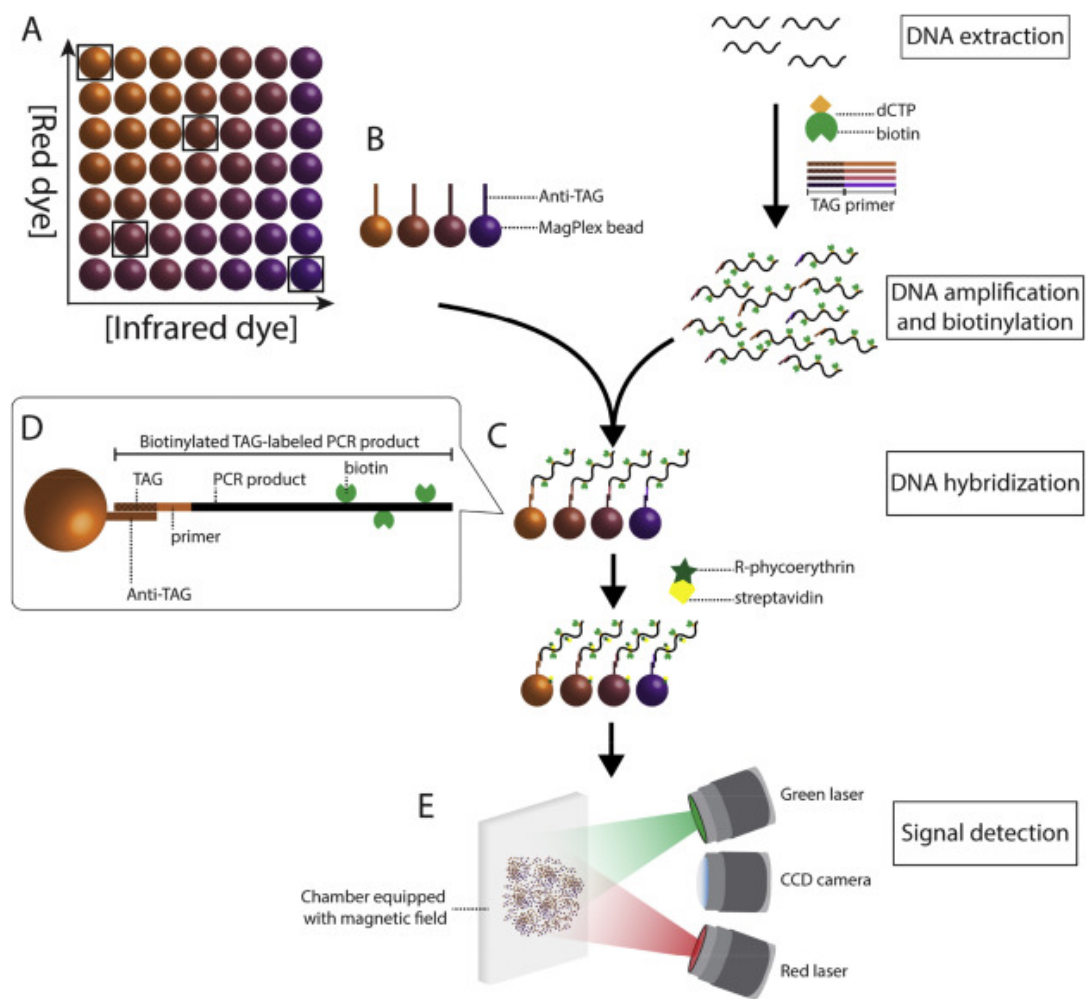 A
[Red dye]
[Infrared dye]
B
Anti-TAG
MagPlex bead
DNA extraction
dCTP
biotin
TAG primer
DNA amplification
and biotinylation
D
Biotinylated TAG-labeled PCR product
TAG
PCR product
biotin
primer
Anti-TAG
C
DNA hybridization
R-phycoerythrin
streptavidin
E
Chamber equipped
with magnetic field
Green laser
CCD camera
Red laser
Signal detection